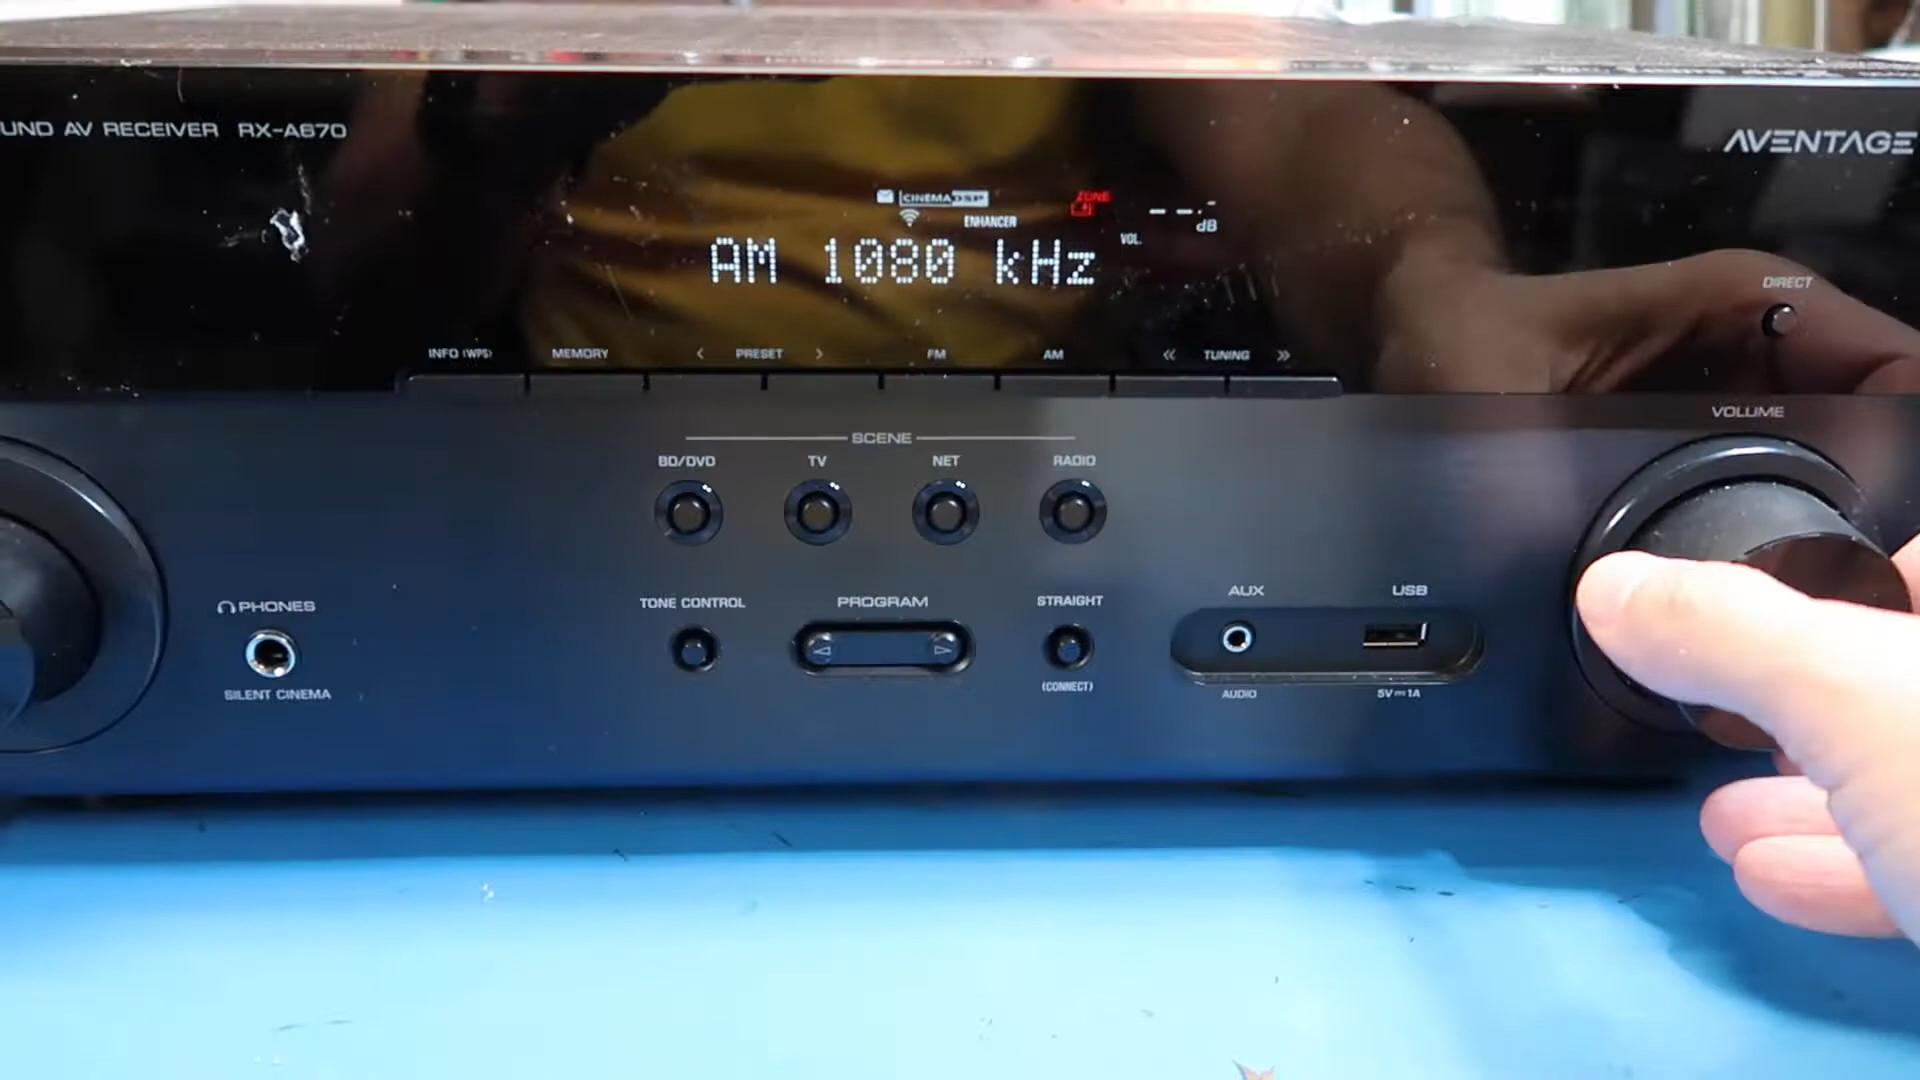 UND AV RECEIVER RX-A670
AVENTAGE
CINEMA DSP
ZONE
ENHANCER
VOL.
--.- dB
AM 1080 kHz
DIRECT
INFO (WPS)
MEMORY
< PRESET >
FM
AM
<< TUNING >>
VOLUME
SCENE
BD/DVD
TV
NET
RADIO
PHONES
SILENT CINEMA
TONE CONTROL
PROGRAM
STRAIGHT
(CONNECT)
AUX
USB
AUDIO
5V⎓1A